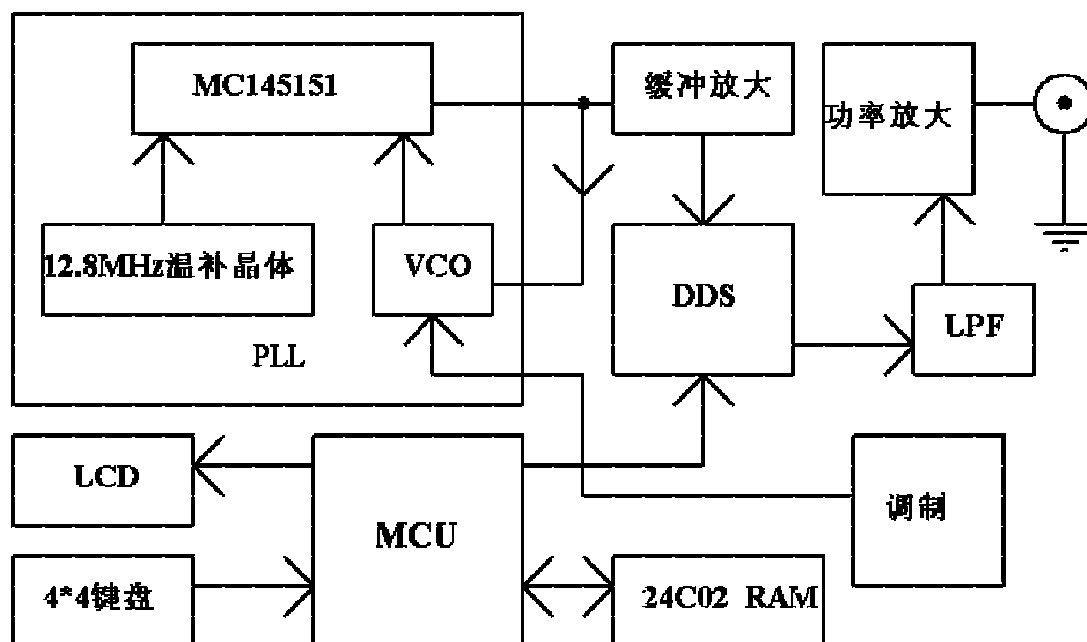 MC145151
缓冲放大
功率放大
12.8MHz温补晶体
VCO
DDS
LPF
PLL
LCD
MCU
调制
4*4键盘
24C02 RAM